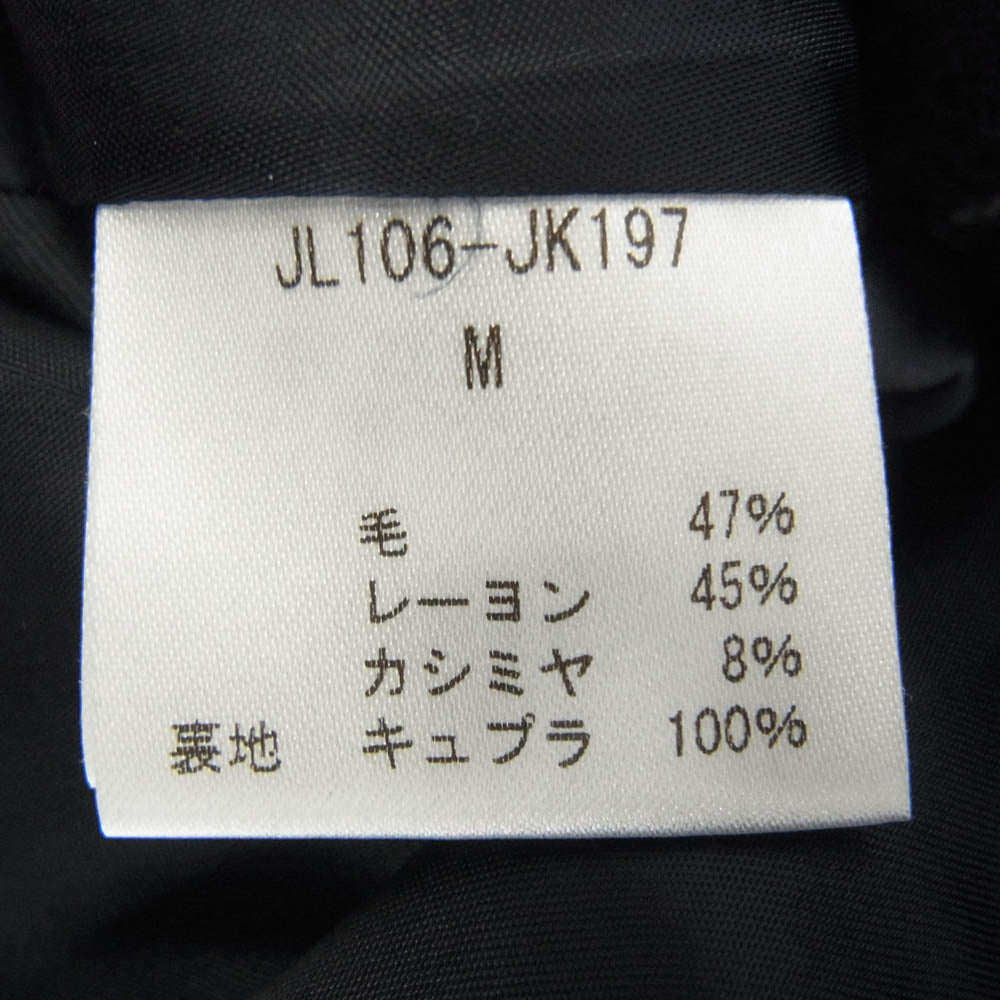 JL106-JK197
M
毛 47%
レーヨン 45%
カシミヤ 8%
裏地 キュプラ 100%